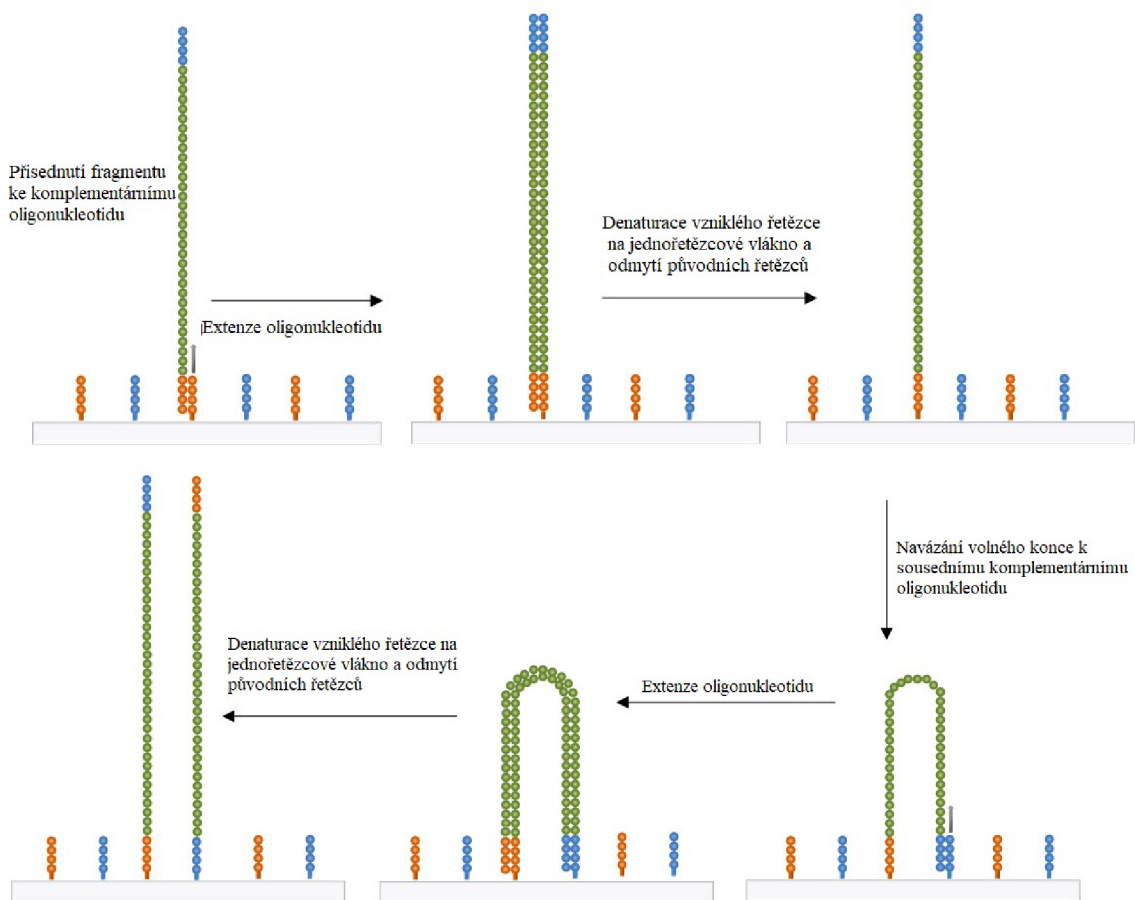 Přisednutí fragmentu
ke komplementárnímu
oligonukleotidu
Extenze oligonukleotidu
Denaturace vzniklého řetězce
na jednořetězcové vlákno a
odmytí původních řetězců
Navázání volného konce k
sousednímu komplementárnímu
oligonukleotidu
Extenze oligonukleotidu
Denaturace vzniklého řetězce na
jednořetězcové vlákno a odmytí
původních řetězců